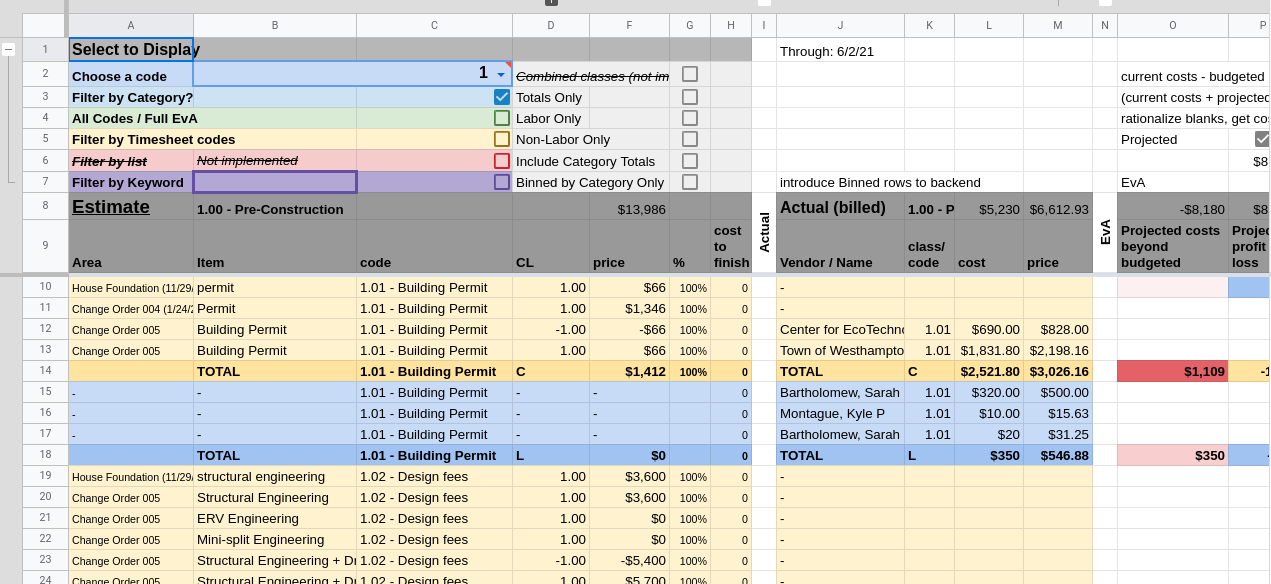 A B C D E F G H I J K L M N O P
1 Select to Display Through: 6/2/21
2 Choose a code 1 Combined classes (not im current costs - budgeted
3 Filter by Category? Totals Only (current costs + projected
4 All Codes / Full EvA Labor Only rationalize blanks, get cos
5 Filter by Timesheet codes Non-Labor Only Projected
6 Filter by list Not implemented Include Category Totals $8
7 Filter by Keyword Binned by Category Only introduce Binned rows to backend EvA
8 Estimate 1.00 - Pre-Construction $13,986 Actual (billed) 1.00 - P $5,230 $6,612.93 -$8,180 $8
Actual
EvA
cost Projected costs Projec
to class/ beyond profit
9 Area Item code CL price % finish Vendor / Name code cost price budgeted loss
10 House Foundation (11/29/ permit 1.01 - Building Permit 1.00 $66 100% 0 -
11 Change Order 004 (1/24/2 Permit 1.01 - Building Permit 1.00 $1,346 100% 0 -
12 Change Order 005 Building Permit 1.01 - Building Permit -1.00 -$66 100% 0 Center for EcoTechno 1.01 $690.00 $828.00
13 Change Order 005 Building Permit 1.01 - Building Permit 1.00 $66 100% 0 Town of Westhampto 1.01 $1,831.80 $2,198.16
14 TOTAL 1.01 - Building Permit C $1,412 100% 0 TOTAL C $2,521.80 $3,026.16 $1,109 -1
15 - - 1.01 - Building Permit - - 0 Bartholomew, Sarah 1.01 $320.00 $500.00
16 - - 1.01 - Building Permit - - 0 Montague, Kyle P 1.01 $10.00 $15.63
17 - - 1.01 - Building Permit - - 0 Bartholomew, Sarah 1.01 $20 $31.25
18 TOTAL 1.01 - Building Permit L $0 0 TOTAL L $350 $546.88 $350 -
19 House Foundation (11/29/ structural engineering 1.02 - Design fees 1.00 $3,600 100% 0 -
20 Change Order 005 Structural Engineering 1.02 - Design fees 1.00 $3,600 100% 0 -
21 Change Order 005 ERV Engineering 1.02 - Design fees 1.00 $0 100% 0 -
22 Change Order 005 Mini-split Engineering 1.02 - Design fees 1.00 $0 100% 0 -
23 Change Order 005 Structural Engineering + Dr 1.02 - Design fees -1.00 -$5,400 100% 0 -
24 Change Order 005 Structural Engineering + Dr 1.02 - Design fees 1.00 $5,700 100% 0 -